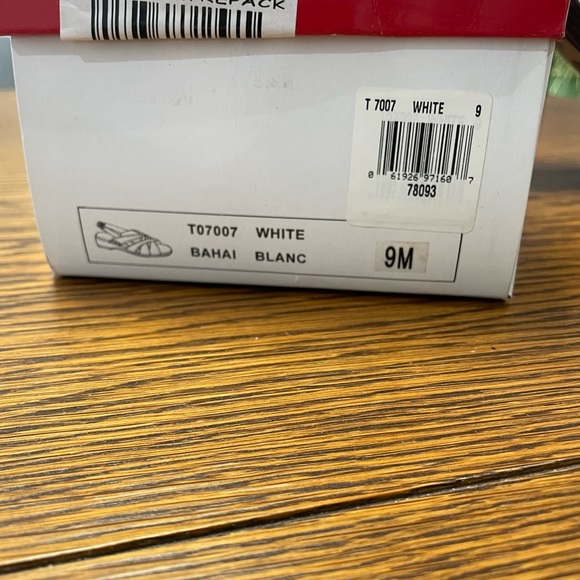 T 7007 WHITE 9
0 61926 97160 7
78093
T07007 WHITE
BAHAI BLANC
9M